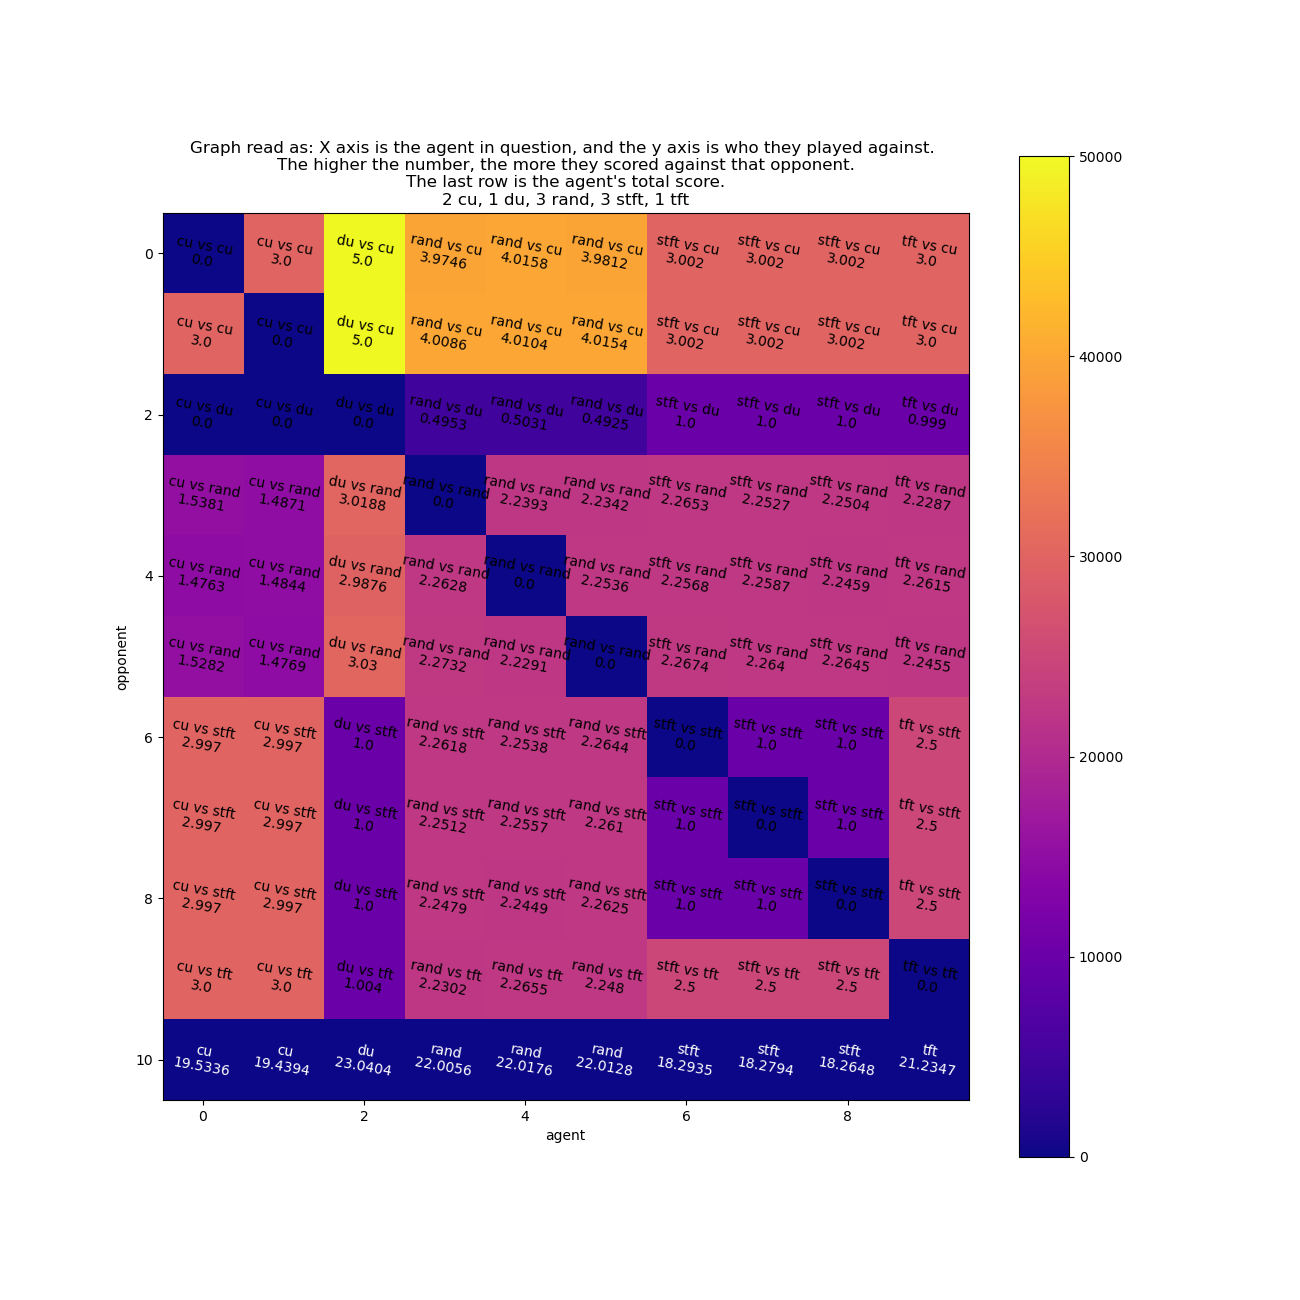 Graph read as: X axis is the agent in question, and the y axis is who they played against.
The higher the number, the more they scored against that opponent.
The last row is the agent's total score.
2 cu, 1 du, 3 rand, 3 stft, 1 tft
0
cu vs cu
0.0
cu vs cu
3.0
du vs cu
5.0
rand vs cu
3.9746
rand vs cu
4.0158
rand vs cu
3.9812
stft vs cu
3.002
stft vs cu
3.002
stft vs cu
3.002
tft vs cu
3.0
cu vs cu
3.0
cu vs cu
0.0
du vs cu
5.0
rand vs cu
4.0086
rand vs cu
4.0104
rand vs cu
4.0154
stft vs cu
3.002
stft vs cu
3.002
stft vs cu
3.002
tft vs cu
3.0
2
cu vs du
0.0
cu vs du
0.0
du vs du
0.0
rand vs du
0.4953
rand vs du
0.5031
rand vs du
0.4925
stft vs du
1.0
stft vs du
1.0
stft vs du
1.0
tft vs du
0.999
cu vs rand
1.5381
cu vs rand
1.4871
du vs rand
3.0188
rand vs rand
0.0
rand vs rand
2.2393
rand vs rand
2.2342
stft vs rand
2.2653
stft vs rand
2.2527
stft vs rand
2.2504
tft vs rand
2.2287
4
cu vs rand
1.4763
cu vs rand
1.4844
du vs rand
2.9876
rand vs rand
2.2628
rand vs rand
0.0
rand vs rand
2.2536
stft vs rand
2.2568
stft vs rand
2.2587
stft vs rand
2.2459
tft vs rand
2.2615
cu vs rand
1.5282
cu vs rand
1.4769
du vs rand
3.03
rand vs rand
2.2732
rand vs rand
2.2291
rand vs rand
0.0
stft vs rand
2.2674
stft vs rand
2.264
stft vs rand
2.2645
tft vs rand
2.2455
6
cu vs stft
2.997
cu vs stft
2.997
du vs stft
1.0
rand vs stft
2.2618
rand vs stft
2.2538
rand vs stft
2.2644
stft vs stft
0.0
stft vs stft
1.0
stft vs stft
1.0
tft vs stft
2.5
cu vs stft
2.997
cu vs stft
2.997
du vs stft
1.0
rand vs stft
2.2512
rand vs stft
2.2557
rand vs stft
2.261
stft vs stft
1.0
stft vs stft
0.0
stft vs stft
1.0
tft vs stft
2.5
8
cu vs stft
2.997
cu vs stft
2.997
du vs stft
1.0
rand vs stft
2.2479
rand vs stft
2.2449
rand vs stft
2.2625
stft vs stft
1.0
stft vs stft
1.0
stft vs stft
0.0
tft vs stft
2.5
cu vs tft
3.0
cu vs tft
3.0
du vs tft
1.004
rand vs tft
2.2302
rand vs tft
2.2655
rand vs tft
2.248
stft vs tft
2.5
stft vs tft
2.5
stft vs tft
2.5
tft vs tft
0.0
10
cu
19.5336
cu
19.4394
du
23.0404
rand
22.0056
rand
22.0176
rand
22.0128
stft
18.2935
stft
18.2794
stft
18.2648
tft
21.2347
0
2
4
6
8
agent
opponent
50000
40000
30000
20000
10000
0